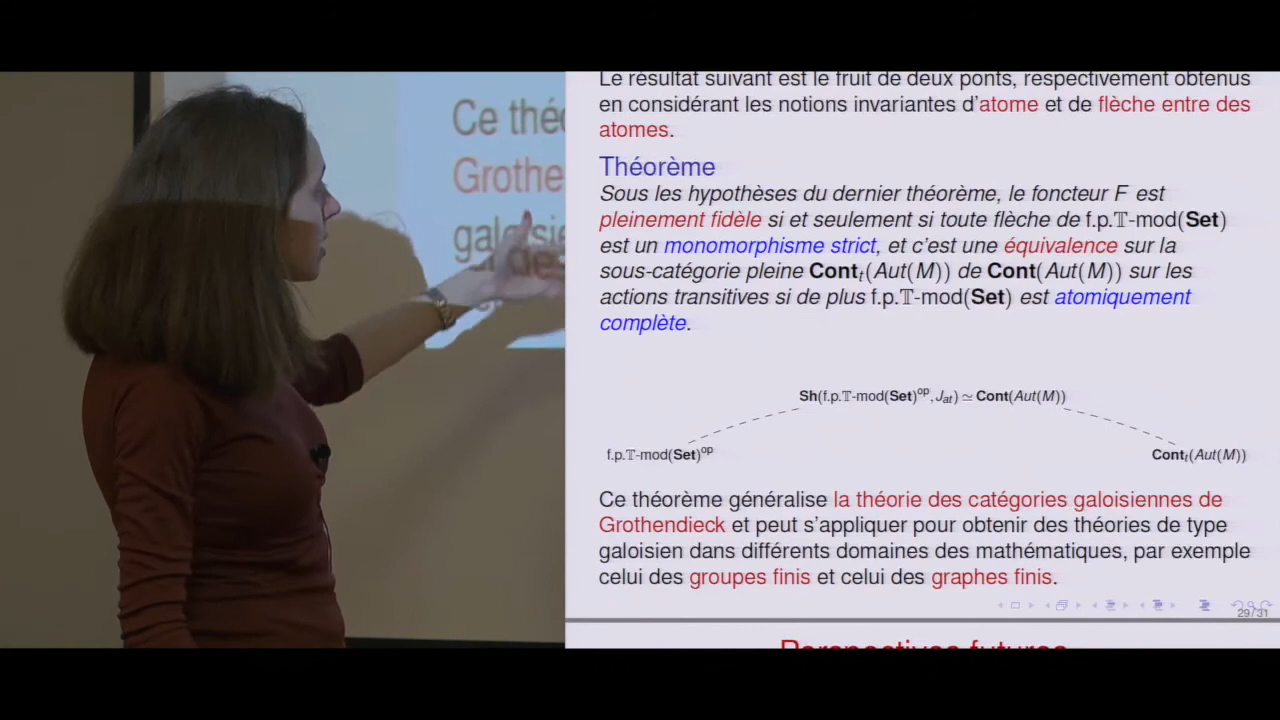 Ce théo
Grothe
galoisie
Le résultat suivant est le fruit de deux ponts, respectivement obtenus
en considérant les notions invariantes d'atome et de flèche entre des
atomes.
Théorème
Sous les hypothèses du dernier théorème, le foncteur F est
pleinement fidèle si et seulement si toute flèche de f.p.𝕋-mod(Set)
est un monomorphisme strict, et c'est une équivalence sur la
sous-catégorie pleine Cont_t(Aut(M)) de Cont(Aut(M)) sur les
actions transitives si de plus f.p.𝕋-mod(Set) est atomiquement
complète.
Sh(f.p.𝕋-mod(Set)^op, J_at) ≃ Cont(Aut(M))
f.p.𝕋-mod(Set)^op
Cont_t(Aut(M))
Ce théorème généralise la théorie des catégories galoisiennes de
Grothendieck et peut s'appliquer pour obtenir des théories de type
galoisien dans différents domaines des mathématiques, par exemple
celui des groupes finis et celui des graphes finis.
29/31
Perspectives futures